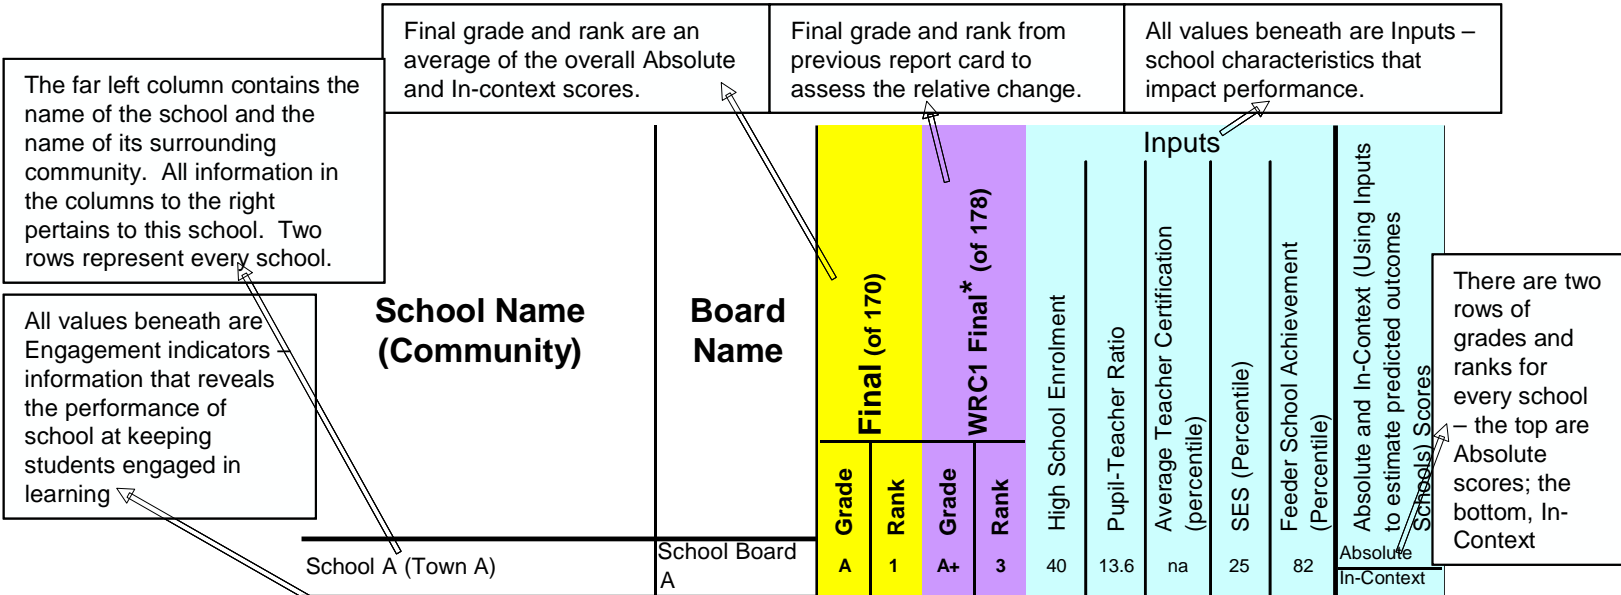 Final grade and rank are an
average of the overall Absolute
and In-context scores.
Final grade and rank from
previous report card to
assess the relative change.
All values beneath are Inputs –
school characteristics that
impact performance.
The far left column contains the
name of the school and the
name of its surrounding
community.  All information in
the columns to the right
pertains to this school.  Two
rows represent every school.
All values beneath are
Engagement indicators –
information that reveals
the performance of
school at keeping
students engaged in
learning
School Name
(Community)
Board
Name
Final (of 170)
WRC1 Final* (of 178)
Grade
Rank
Grade
Rank
Inputs
High School Enrolment
Pupil-Teacher Ratio
Average Teacher Certification
(percentile)
SES (Percentile)
Feeder School Achievement
(Percentile)
Absolute and In-Context (Using Inputs
to estimate predicted outcomes
Schools) Scores
There are two
rows of
grades and
ranks for
every school
– the top are
Absolute
scores; the
bottom, In-
Context
School A (Town A)
School Board
A
A
1
A+
3
40
13.6
na
25
82
Absolute
In-Context